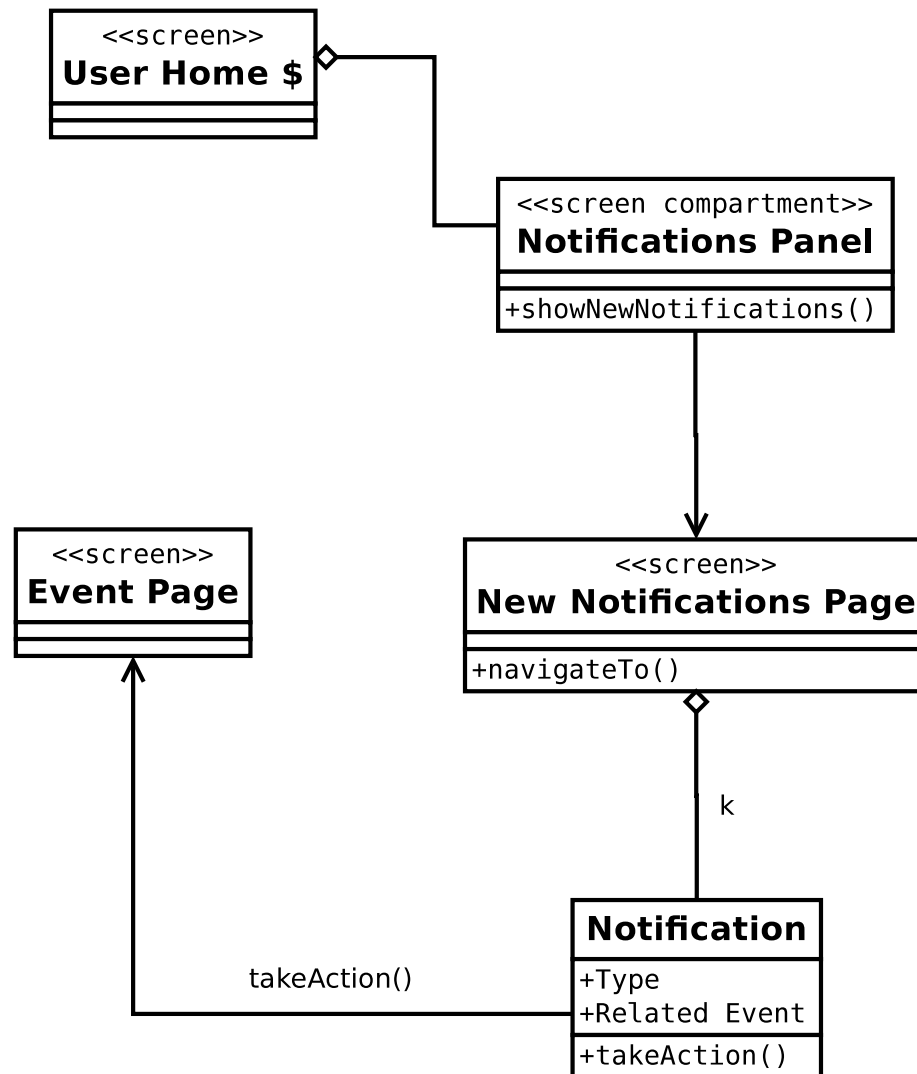 <<screen>>
User Home $
<<screen compartment>>
Notifications Panel
+showNewNotifications()
<<screen>>
Event Page
<<screen>>
New Notifications Page
+navigateTo()
k
Notification
+Type
+Related Event
+takeAction()
takeAction()